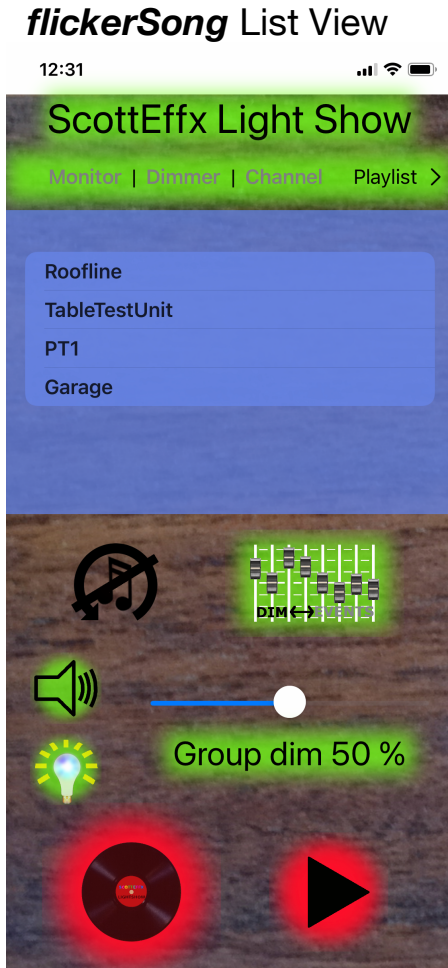 flickerSong List View
12:31
ScottEffx Light Show
Monitor | Dimmer | Channel Playlist >
Roofline
TableTestUnit
PT1
Garage
DIM↔EVENTS
Group dim 50 %